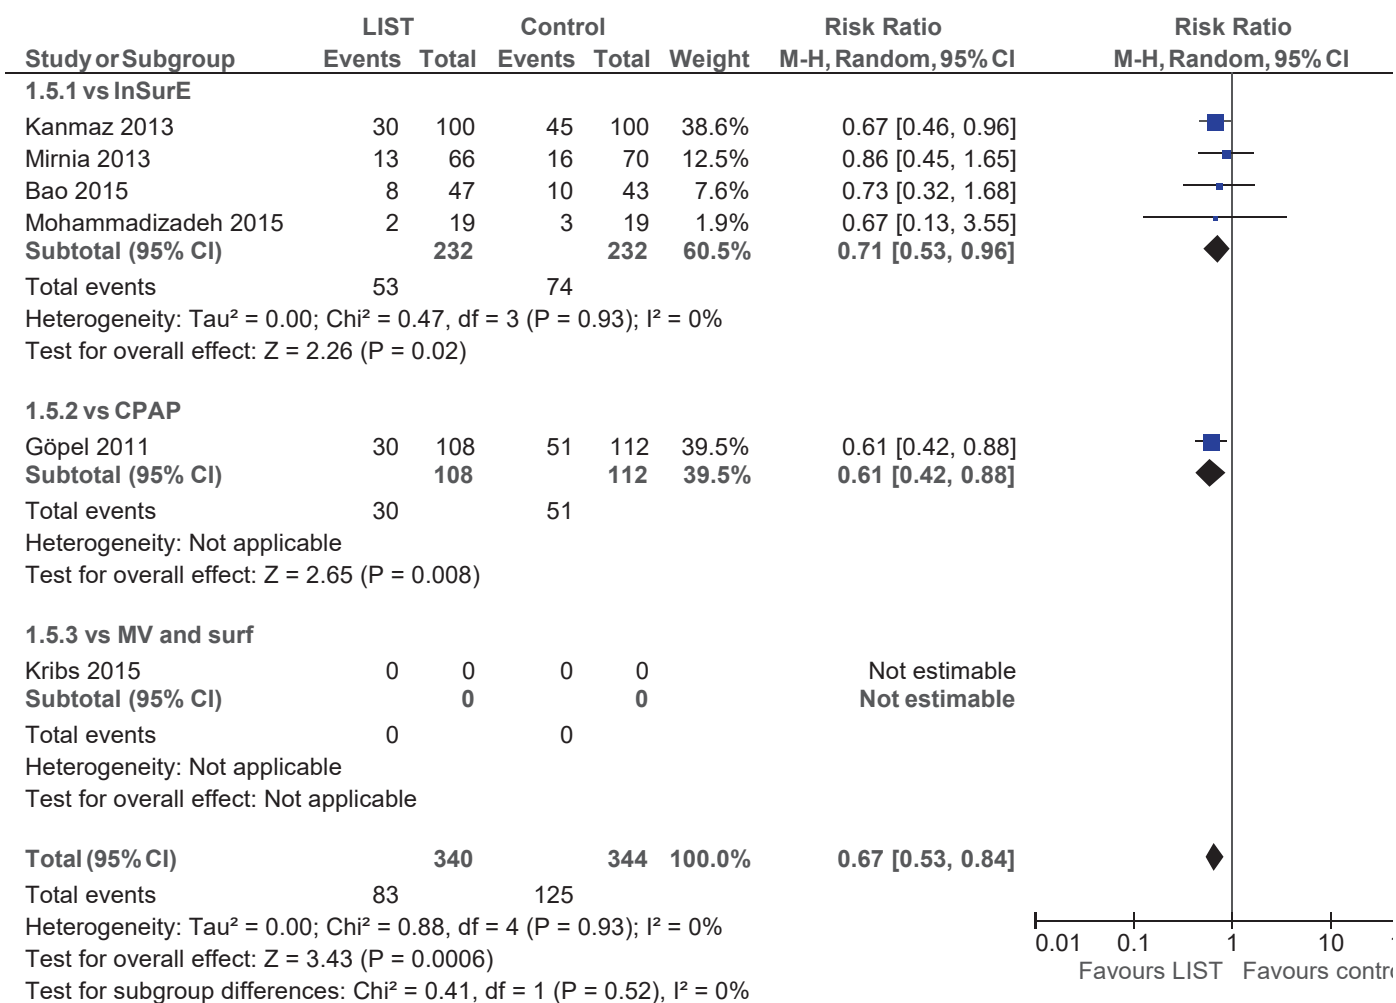 LIST Control Risk Ratio Risk Ratio
Study or Subgroup Events Total Events Total Weight M-H, Random, 95% CI M-H, Random, 95% CI
1.5.1 vs InSurE
Kanmaz 2013 30 100 45 100 38.6% 0.67 [0.46, 0.96]
Mirnia 2013 13 66 16 70 12.5% 0.86 [0.45, 1.65]
Bao 2015 8 47 10 43 7.6% 0.73 [0.32, 1.68]
Mohammadizadeh 2015 2 19 3 19 1.9% 0.67 [0.13, 3.55]
Subtotal (95% CI) 232 232 60.5% 0.71 [0.53, 0.96]
Total events 53 74
Heterogeneity: Tau² = 0.00; Chi² = 0.47, df = 3 (P = 0.93); I² = 0%
Test for overall effect: Z = 2.26 (P = 0.02)
1.5.2 vs CPAP
Göpel 2011 30 108 51 112 39.5% 0.61 [0.42, 0.88]
Subtotal (95% CI) 108 112 39.5% 0.61 [0.42, 0.88]
Total events 30 51
Heterogeneity: Not applicable
Test for overall effect: Z = 2.65 (P = 0.008)
1.5.3 vs MV and surf
Kribs 2015 0 0 0 0 Not estimable
Subtotal (95% CI) 0 0 Not estimable
Total events 0 0
Heterogeneity: Not applicable
Test for overall effect: Not applicable
Total (95% CI) 340 344 100.0% 0.67 [0.53, 0.84]
Total events 83 125
Heterogeneity: Tau² = 0.00; Chi² = 0.88, df = 4 (P = 0.93); I² = 0%
Test for overall effect: Z = 3.43 (P = 0.0006)
Test for subgroup differences: Chi² = 0.41, df = 1 (P = 0.52), I² = 0%
0.01 0.1 1 10
Favours LIST Favours contro